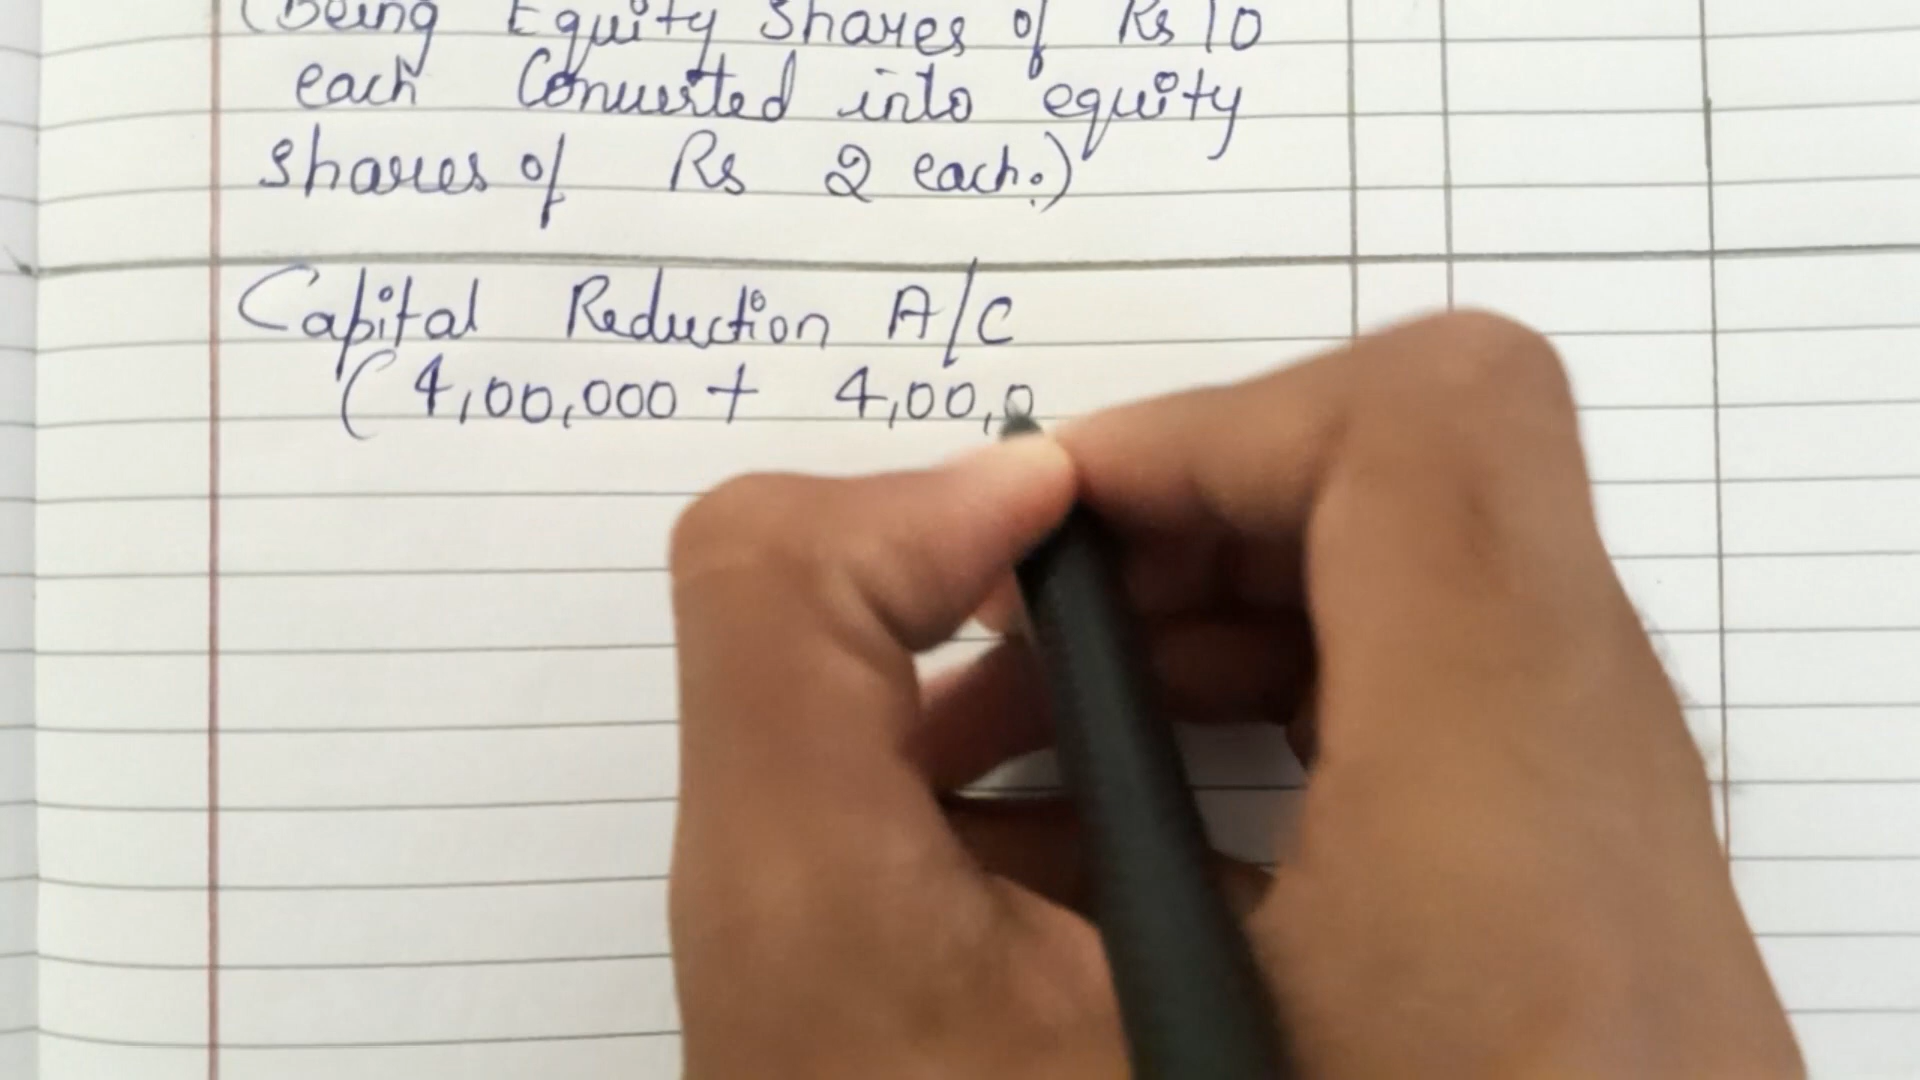 (Being Equity Shares of Rs 10
each Converted into equity
shares of Rs 2 each.)
Capital Reduction A/C
(4,00,000 + 4,00,0